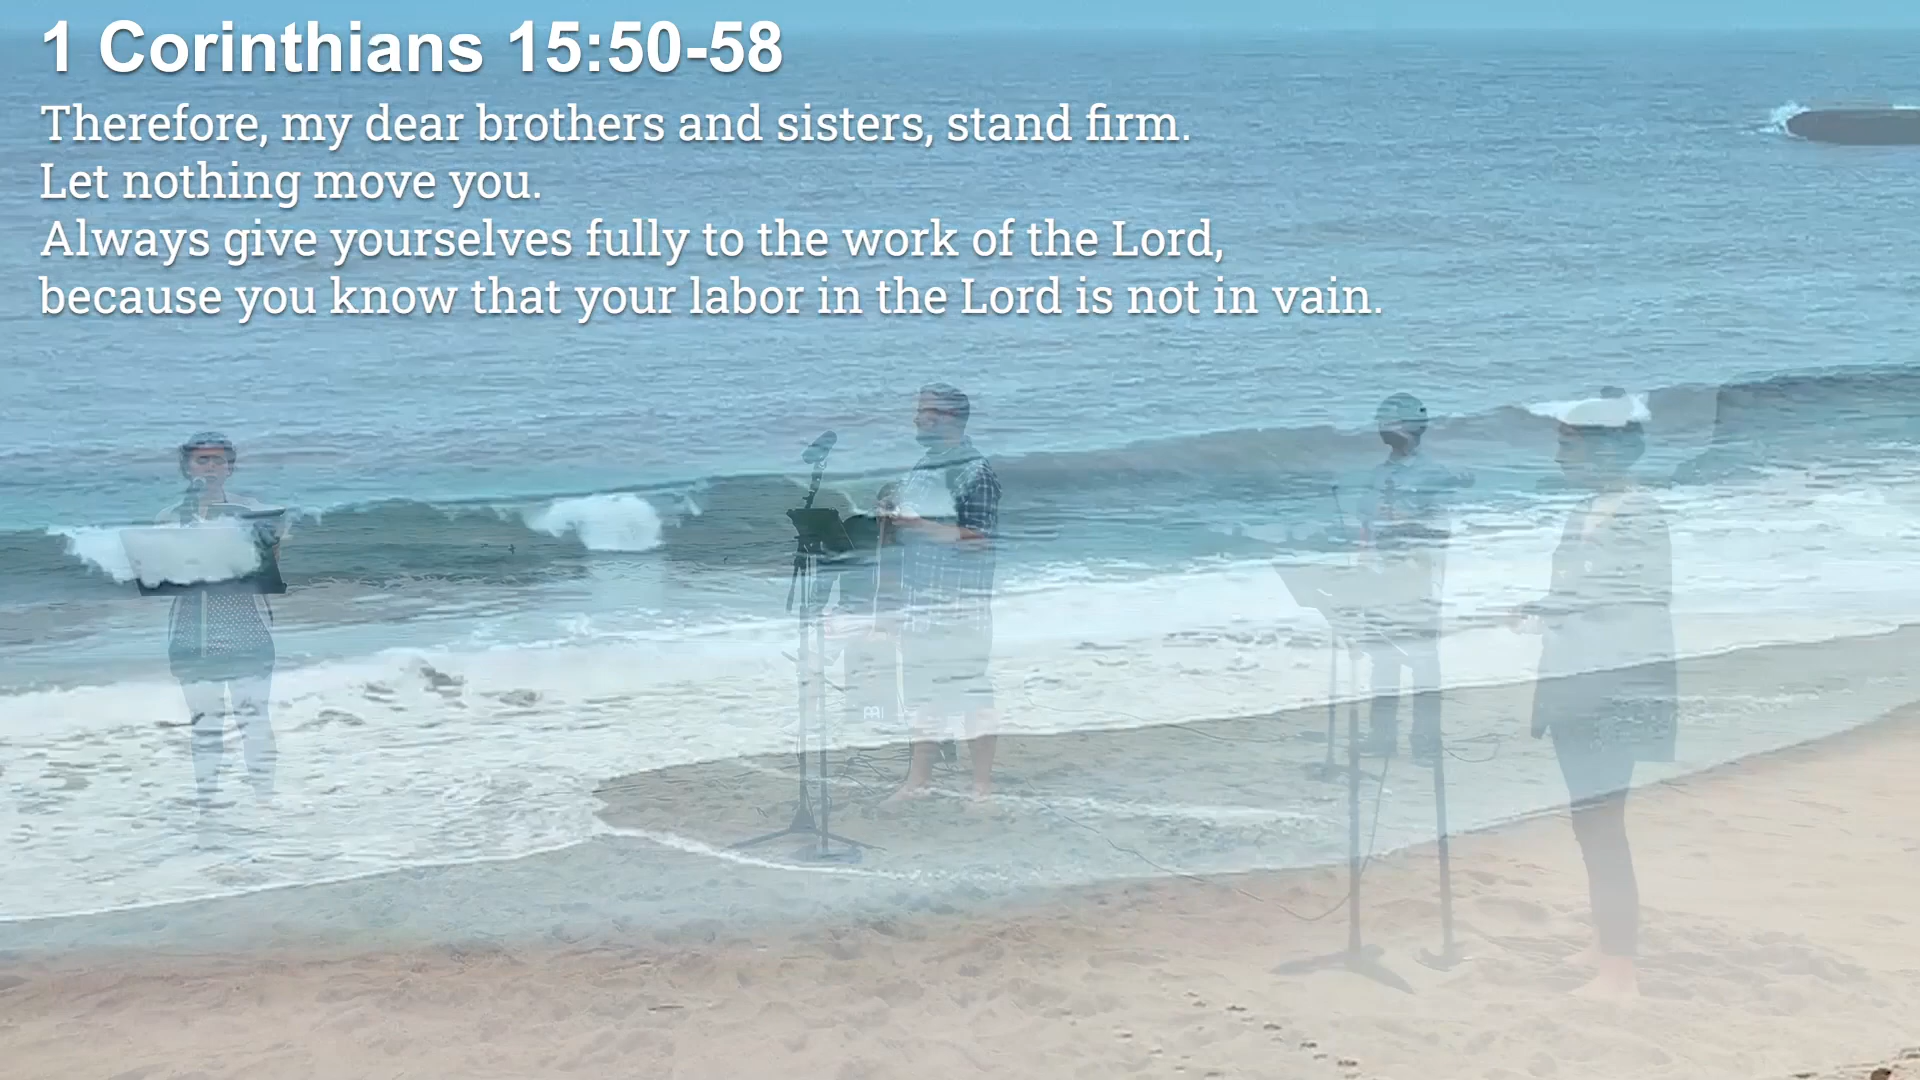 1 Corinthians 15:50-58
Therefore, my dear brothers and sisters, stand firm.
Let nothing move you.
Always give yourselves fully to the work of the Lord,
because you know that your labor in the Lord is not in vain.